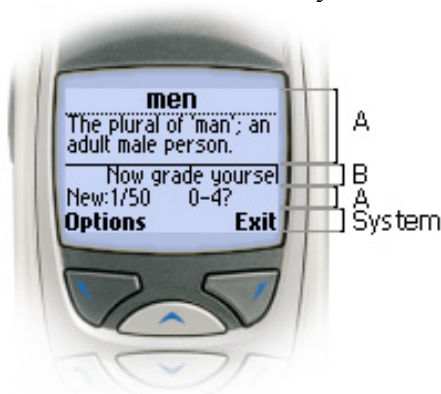 men
The plural of 'man'; an
adult male person.
Now grade yoursel
New:1/50 0-4?
Options Exit
A
B
A
System